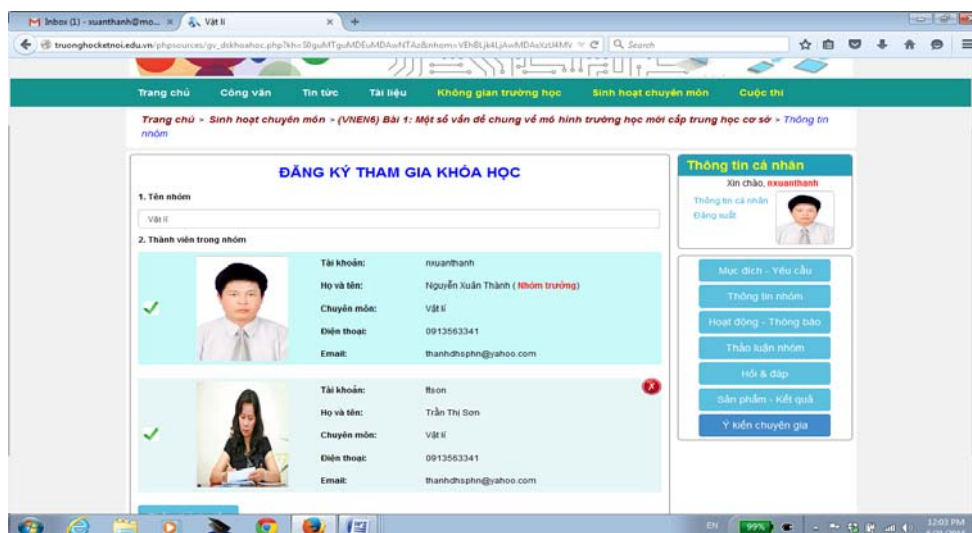 Inbox (1) - xuanthanh@mo...
Vật lí
truonghocketnoi.edu.vn/phpsources/gv_dskhoahoc.php?
Search
Trang chủ Công văn Tin tức Tài liệu Không gian trường học Sinh hoạt chuyên môn Cuộc thi
Trang chủ » Sinh hoạt chuyên môn » (VNEN6) Bài 1: Một số vấn đề chung về mô hình trường học mới cấp trung học cơ sở » Thông tin
nhóm
ĐĂNG KÝ THAM GIA KHÓA HỌC
1. Tên nhóm
Vật lí
2. Thành viên trong nhóm
Tài khoản: nxuanthanh
Họ và tên: Nguyễn Xuân Thành ( Nhóm trưởng)
Chuyên môn: Vật lí
Điện thoại: 0913563341
Email: thanhdhsphn@yahoo.com
Tài khoản: ttson
Họ và tên: Trần Thị Sơn
Chuyên môn: Vật lí
Điện thoại: 0913563341
Email: thanhdhsphn@yahoo.com
Thông tin cá nhân
Xin chào, nxuanthanh
Thông tin cá nhân
Đăng xuất
Mục đích - Yêu cầu
Thông tin nhóm
Hoạt động - Thông báo
Thảo luận nhóm
Hỏi & đáp
Sản phẩm - Kết quả
Ý kiến chuyên gia
EN 99% 12:03 PM